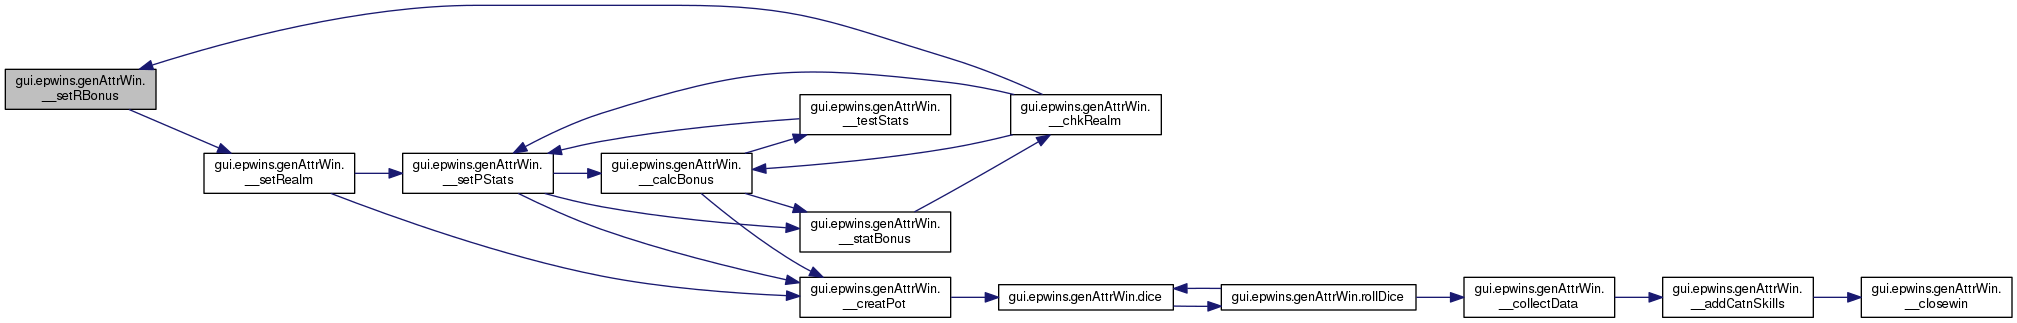 gui.epwins.genAttrWin.
__setRBonus
gui.epwins.genAttrWin.
__setRealm
gui.epwins.genAttrWin.
__setPStats
gui.epwins.genAttrWin.
__calcBonus
gui.epwins.genAttrWin.
__testStats
gui.epwins.genAttrWin.
__statBonus
gui.epwins.genAttrWin.
__creatPot
gui.epwins.genAttrWin.
__chkRealm
gui.epwins.genAttrWin.dice
gui.epwins.genAttrWin.rollDice
gui.epwins.genAttrWin.
__collectData
gui.epwins.genAttrWin.
__addCatnSkills
gui.epwins.genAttrWin.
__closewin